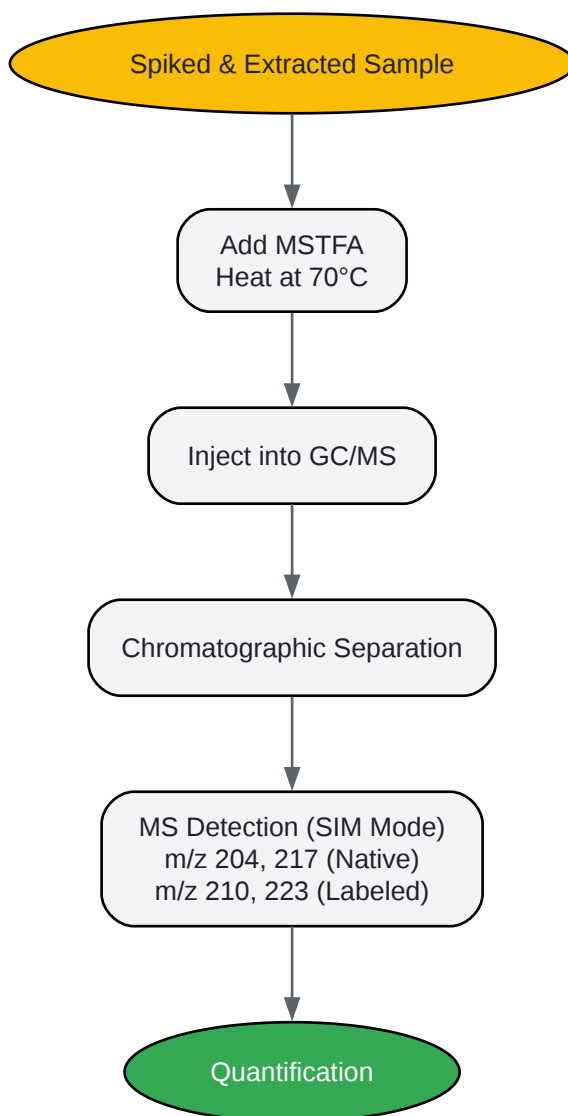 Spiked & Extracted Sample
Add MSTFA
Heat at 70°C
Inject into GC/MS
Chromatographic Separation
MS Detection (SIM Mode)
m/z 204, 217 (Native)
m/z 210, 223 (Labeled)
Quantification